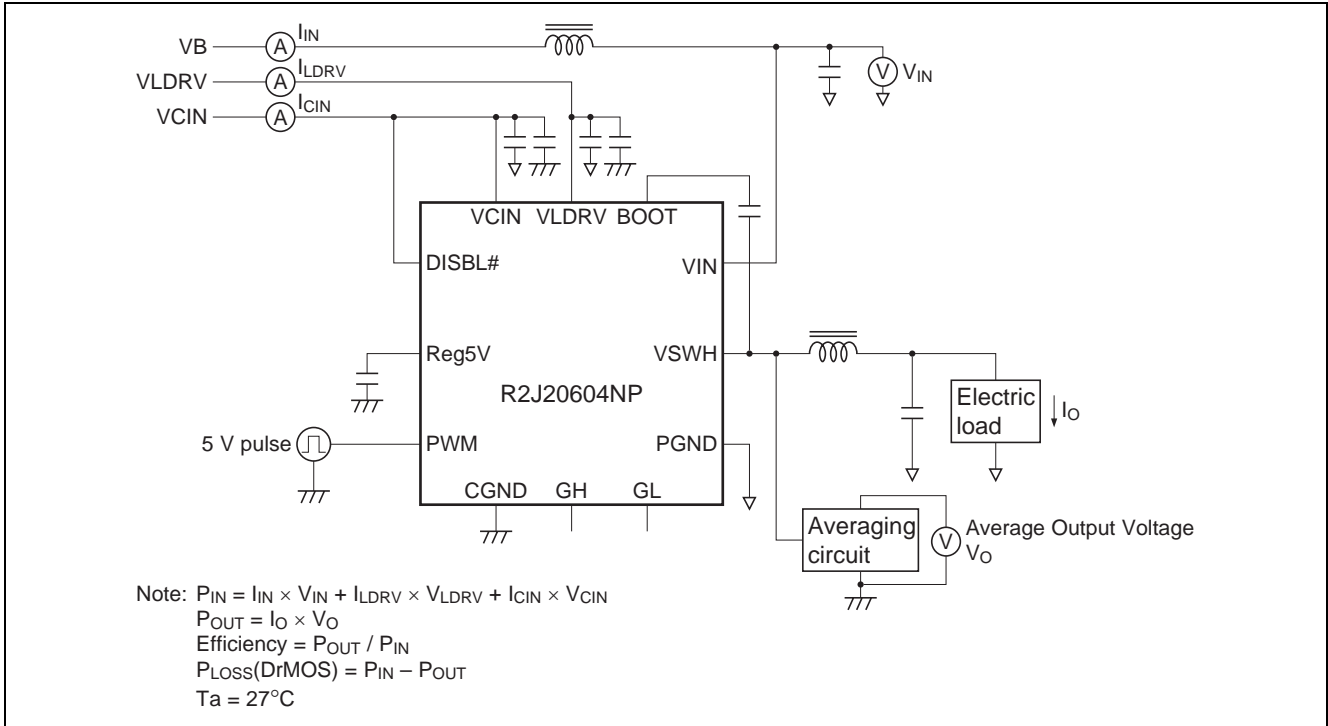 VB A IIN
VLDRV A ILDRV
VCIN A ICIN
V VIN
VCIN VLDRV BOOT
DISBL# VIN
Reg5V VSWH
R2J20604NP
Electric
load
IO
5 V pulse PWM PGND
CGND GH GL
Averaging
circuit
V Average Output Voltage
VO
Note: PIN = IIN × VIN + ILDRV × VLDRV + ICIN × VCIN
POUT = IO × VO
Efficiency = POUT / PIN
PLOSS(DrMOS) = PIN – POUT
Ta = 27°C